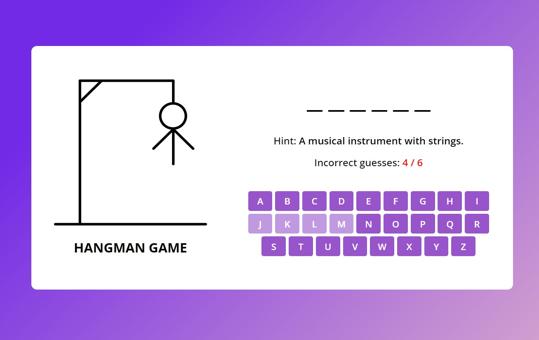 Hint: A musical instrument with strings.
Incorrect guesses: 4 / 6
A B C D E F G H I
J K L M N O P Q R
S T U V W X Y Z
HANGMAN GAME